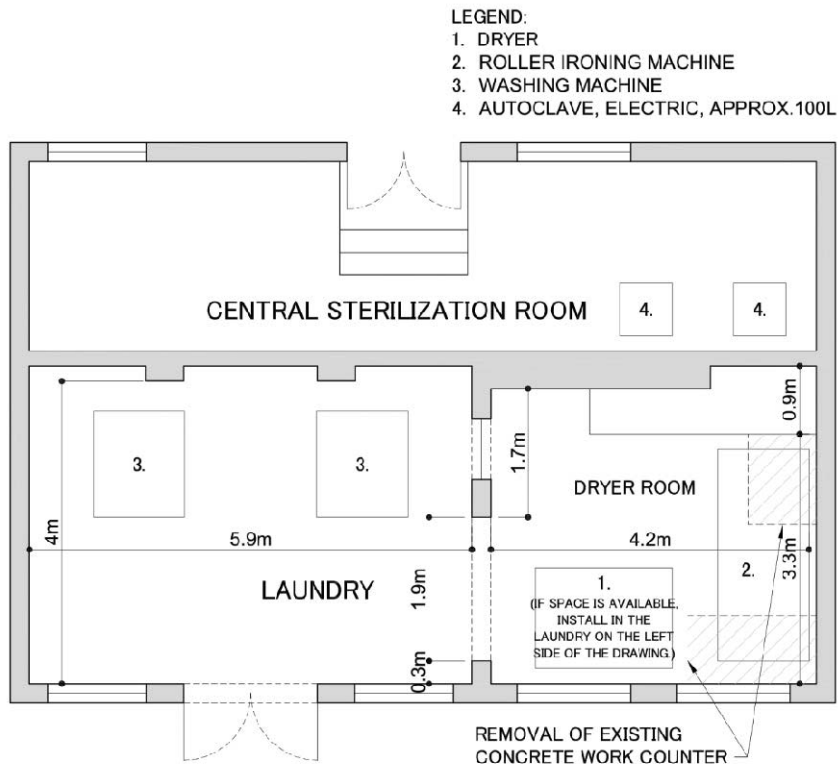 LEGEND:
1. DRYER
2. ROLLER IRONING MACHINE
3. WASHING MACHINE
4. AUTOCLAVE, ELECTRIC, APPROX.100L
CENTRAL STERILIZATION ROOM
4.
4.
0.9m
3.
3.
1.7m
DRYER ROOM
4m
5.9m
4.2m
2.
3.3m
LAUNDRY
1.9m
1.
(IF SPACE IS AVAILABLE,
INSTALL IN THE
LAUNDRY ON THE LEFT
SIDE OF THE DRAWING.)
0.3m
REMOVAL OF EXISTING
CONCRETE WORK COUNTER